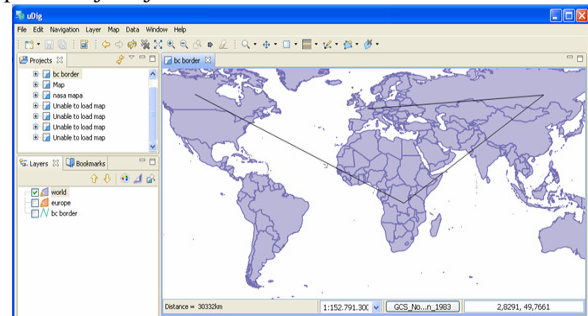 uDig
File Edit Navigation Layer Map Data Window Help
Projects
bc border
bc border
Map
nasa mapa
Unable to load map
Unable to load map
Unable to load map
Unable to load map
Layers
Bookmarks
world
europe
bc border
Distance = 30332km
1:152.791.30(
GCS_No...n_1983
2,8291, 49,7661